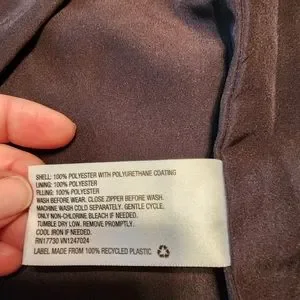 SHELL: 100% POLYESTER WITH POLYURETHANE COATING
LINING: 100% POLYESTER
FILLING: 100% POLYESTER
WASH BEFORE WEAR. CLOSE ZIPPER BEFORE WASH.
MACHINE WASH COLD SEPARATELY. GENTLE CYCLE.
ONLY NON-CHLORINE BLEACH IF NEEDED.
TUMBLE DRY LOW. REMOVE PROMPTLY.
COOL IRON IF NEEDED.
RN17730 VN1247024
LABEL MADE FROM 100% RECYCLED PLASTIC